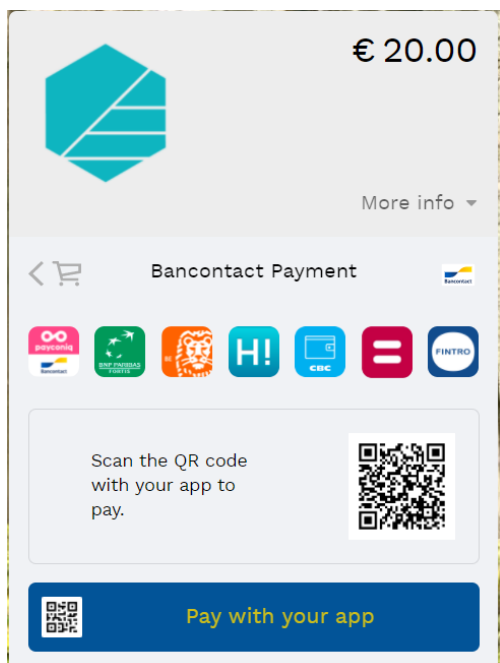 € 20.00
More info
Bancontact Payment
Bancontact
payconiq
Bancontact
BNP PARIBAS
FORTIS
H!
CBC
FINTRO
Scan the QR code
with your app to
pay.
Pay with your app